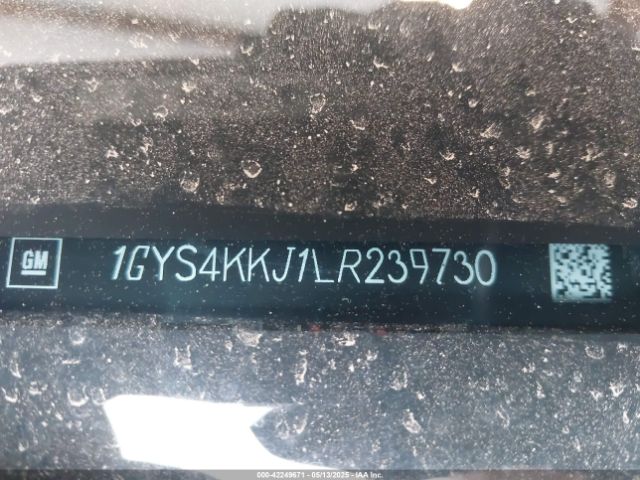 GM 1GYS4KKJ1LR239730
000-42249671 - 05/13/2025 - IAA Inc.